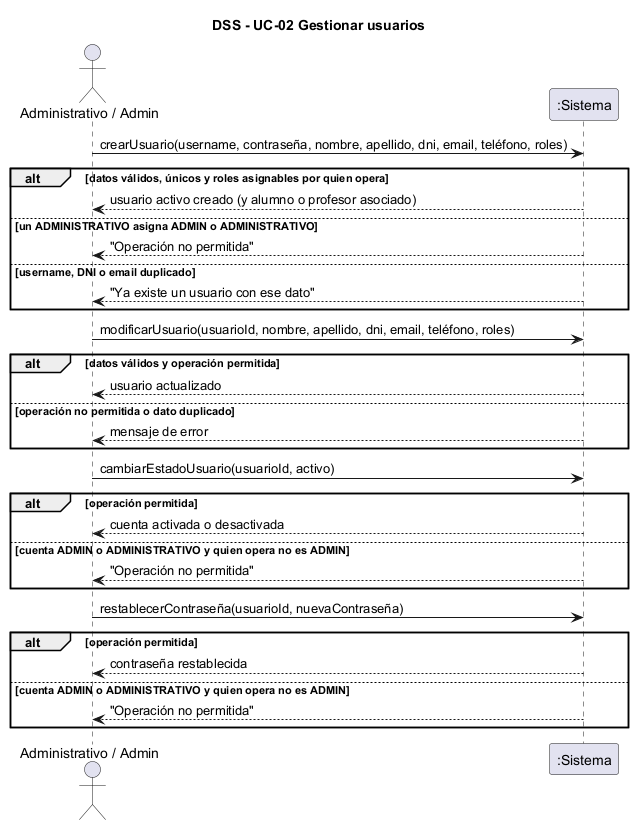 DSS - UC-02 Gestionar usuarios
Administrativo / Admin
:Sistema
crearUsuario(username, contraseña, nombre, apellido, dni, email, teléfono, roles)
alt [datos válidos, únicos y roles asignables por quien opera]
usuario activo creado (y alumno o profesor asociado)
[un ADMINISTRATIVO asigna ADMIN o ADMINISTRATIVO]
"Operación no permitida"
[username, DNI o email duplicado]
"Ya existe un usuario con ese dato"
modificarUsuario(usuarioId, nombre, apellido, dni, email, teléfono, roles)
alt [datos válidos y operación permitida]
usuario actualizado
[operación no permitida o dato duplicado]
mensaje de error
cambiarEstadoUsuario(usuarioId, activo)
alt [operación permitida]
cuenta activada o desactivada
[cuenta ADMIN o ADMINISTRATIVO y quien opera no es ADMIN]
"Operación no permitida"
restablecerContraseña(usuarioId, nuevaContraseña)
alt [operación permitida]
contraseña restablecida
[cuenta ADMIN o ADMINISTRATIVO y quien opera no es ADMIN]
"Operación no permitida"
Administrativo / Admin
:Sistema